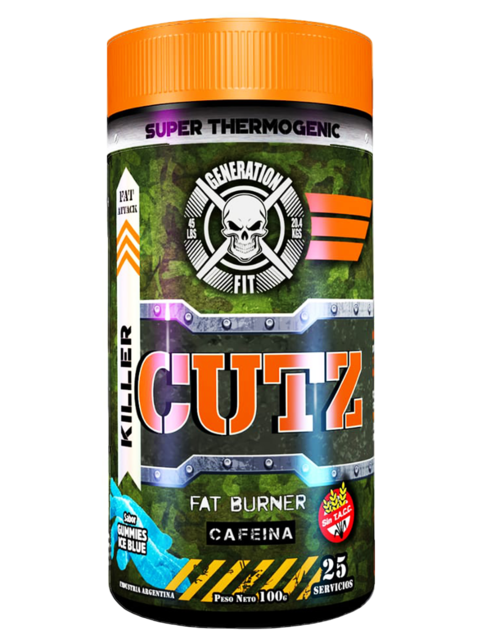 SUPER THERMOGENIC
GENERATION
45
LBS
20.4
KGS
FIT
FAT
ATTACK
KILLER
CUTZ
FAT BURNER
CAFEINA
Sin T.A.C.C.
Sabor
GUMMIES
ICE BLUE
INDUSTRIA ARGENTINA
PESO NETO 100G
25
SERVICIOS